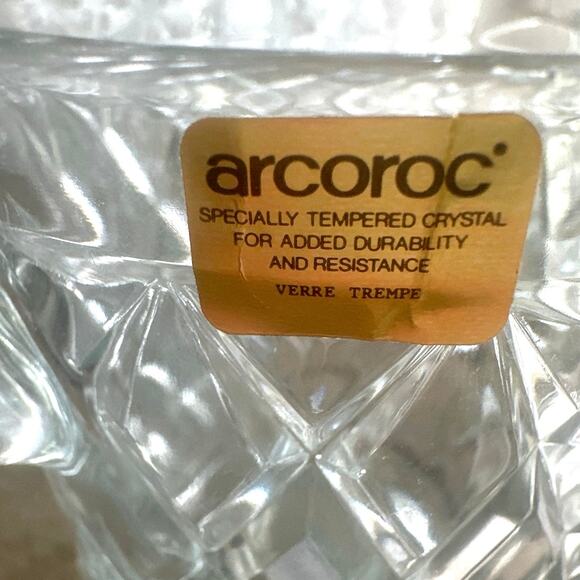 arcoroc
SPECIALLY TEMPERED CRYSTAL
FOR ADDED DURABILITY
AND RESISTANCE
VERRE TREMPE